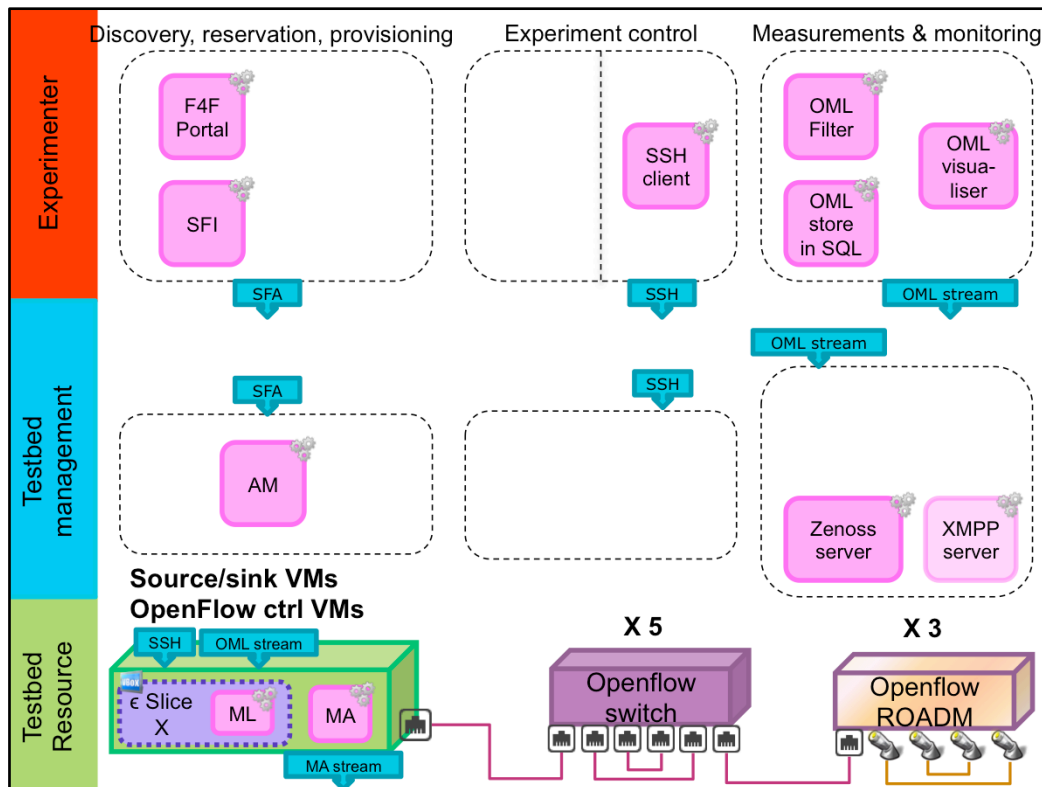 Discovery, reservation, provisioning
Experiment control
Measurements & monitoring
Experimenter
F4F
Portal
SFI
SSH
client
OML
Filter
OML
store
in SQL
OML
visua-
liser
SFA
SSH
OML stream
OML stream
Testbed
management
SFA
SSH
AM
Zenoss
server
XMPP
server
Source/sink VMs
OpenFlow ctrl VMs
X 5
X 3
Testbed
Resource
SSH
OML stream
ϵ Slice
X
ML
MA
MA stream
Openflow
switch
Openflow
ROADM